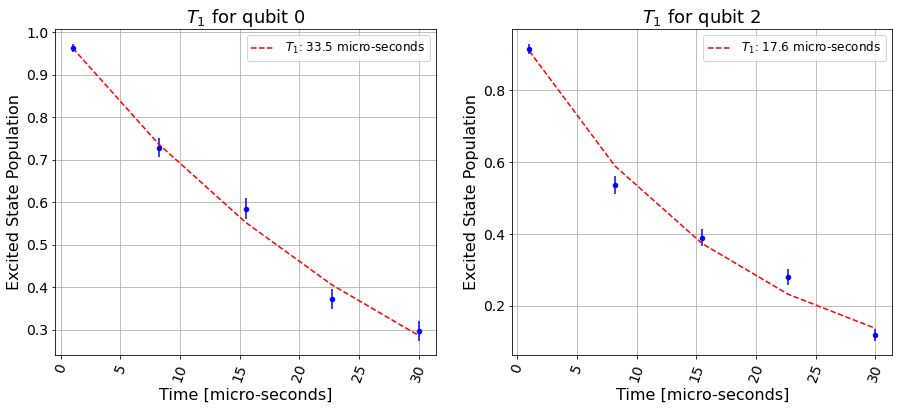 T₁ for qubit 0
1.0
0.9
0.8
0.7
0.6
0.5
0.4
0.3
Excited State Population
T₁: 33.5 micro-seconds
0 5 10 15 20 25 30
Time [micro-seconds]
T₁ for qubit 2
0.8
0.6
0.4
0.2
Excited State Population
T₁: 17.6 micro-seconds
0 5 10 15 20 25 30
Time [micro-seconds]